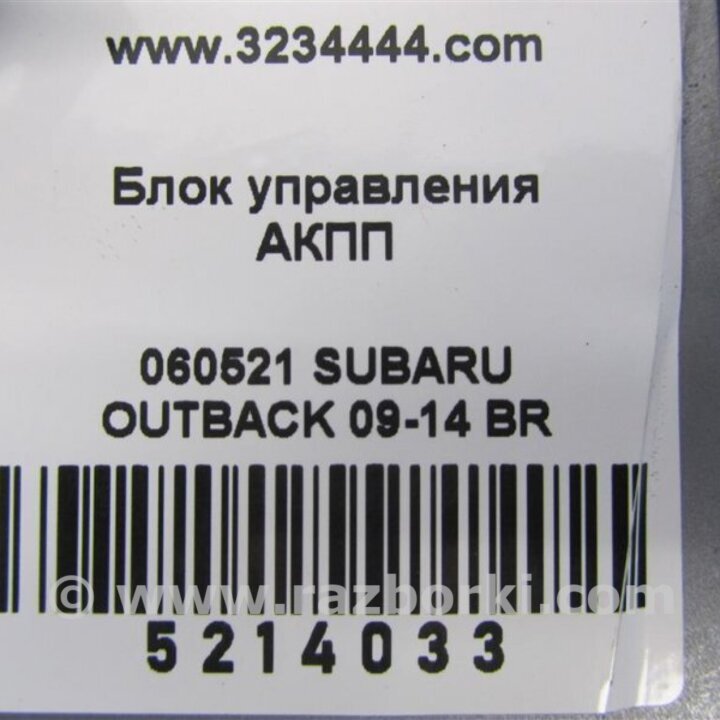 www.3234444.com
Блок управления
АКПП
060521 SUBARU
OUTBACK 09-14 BR
© www.razborki.com
5214033